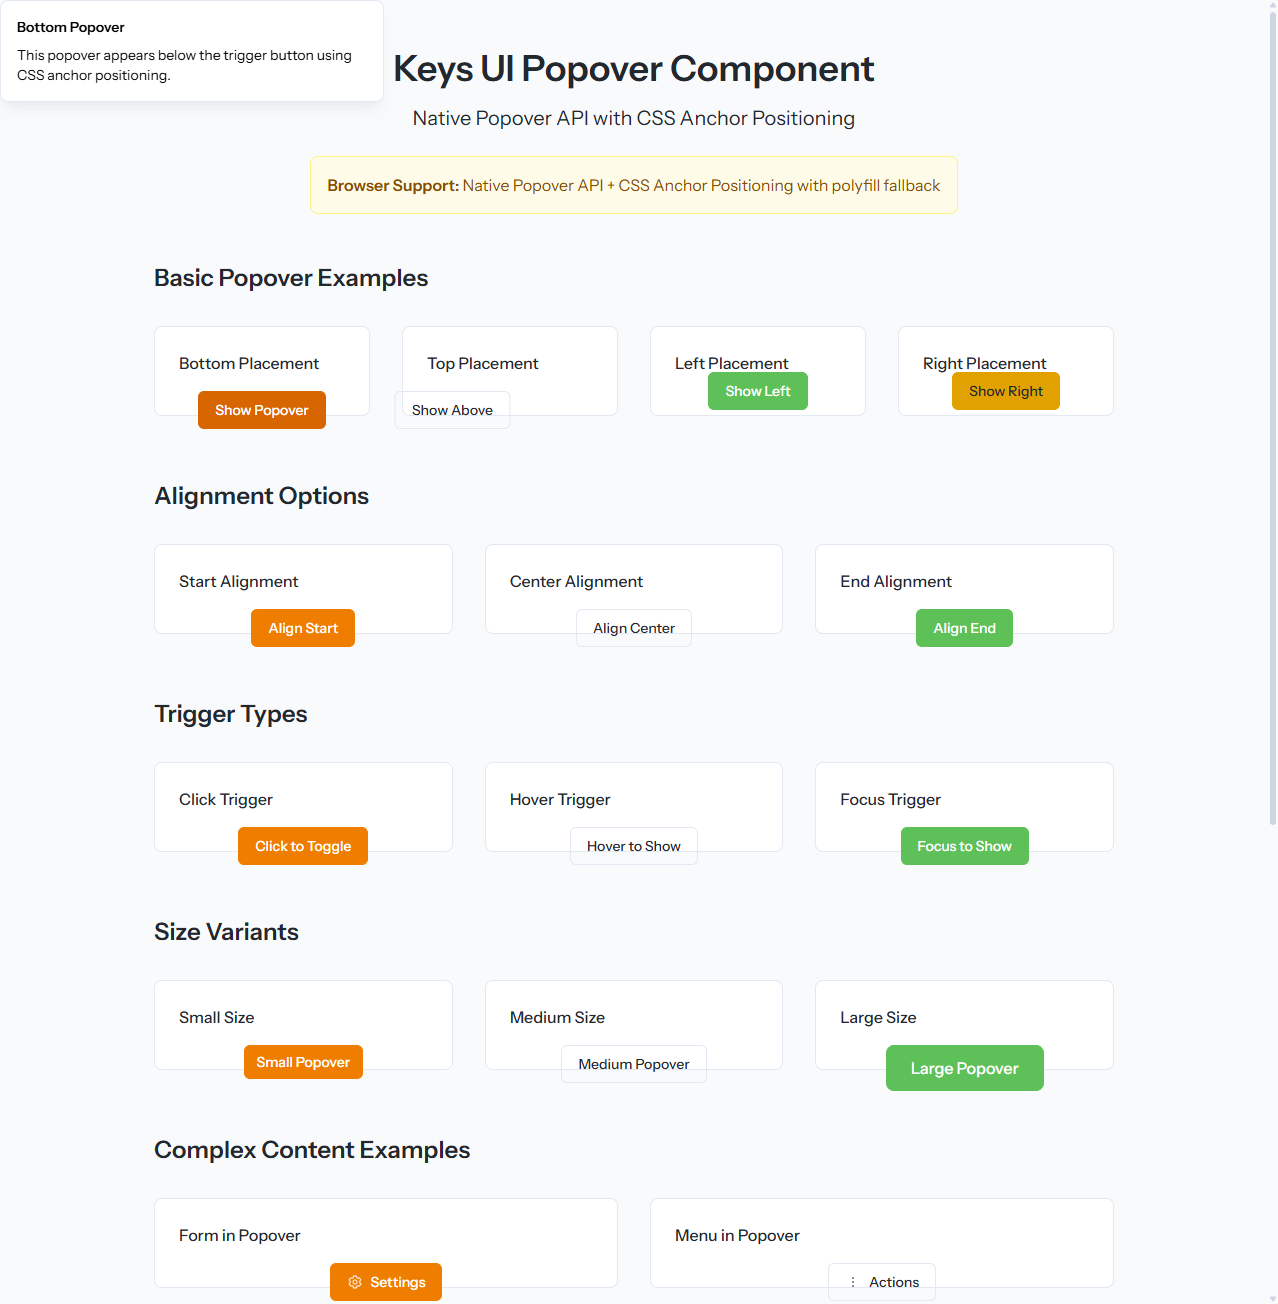 Bottom Popover
This popover appears below the trigger button using
CSS anchor positioning.
Keys UI Popover Component
Native Popover API with CSS Anchor Positioning
Browser Support: Native Popover API + CSS Anchor Positioning with polyfill fallback
Basic Popover Examples
Bottom Placement
Show Popover
Top Placement
Show Above
Left Placement
Show Left
Right Placement
Show Right
Alignment Options
Start Alignment
Align Start
Center Alignment
Align Center
End Alignment
Align End
Trigger Types
Click Trigger
Click to Toggle
Hover Trigger
Hover to Show
Focus Trigger
Focus to Show
Size Variants
Small Size
Small Popover
Medium Size
Medium Popover
Large Size
Large Popover
Complex Content Examples
Form in Popover
Settings
Menu in Popover
Actions